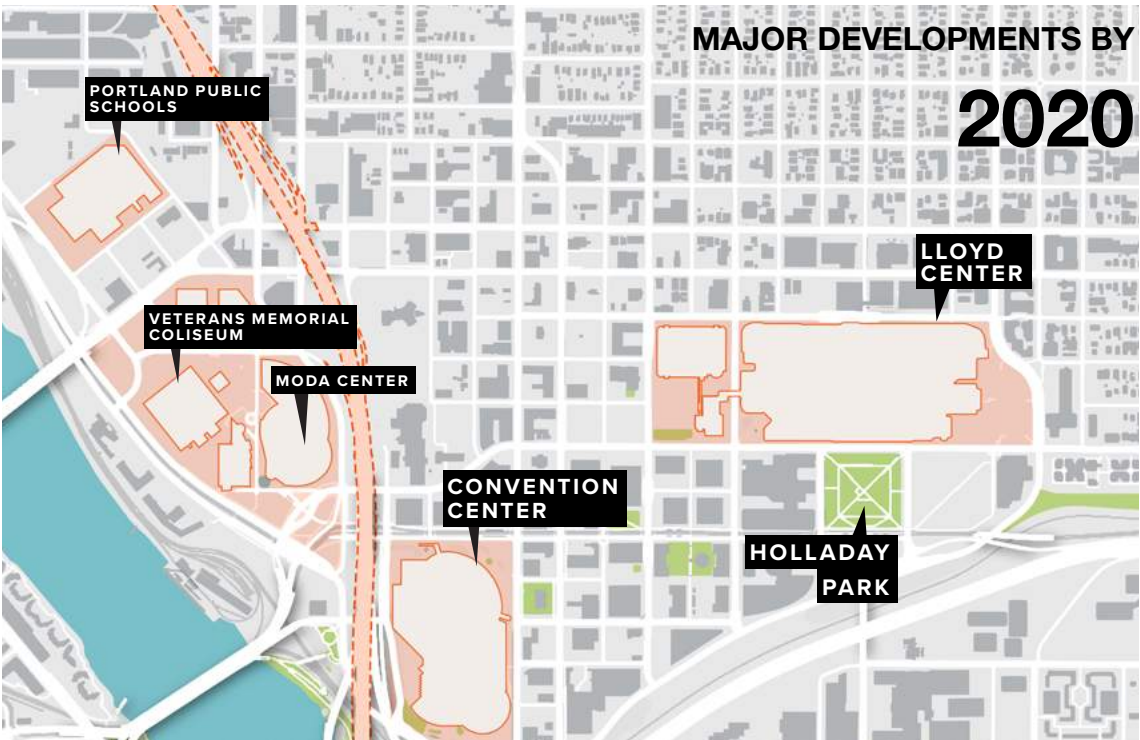 MAJOR DEVELOPMENTS BY
2020
PORTLAND PUBLIC
SCHOOLS
LLOYD
CENTER
VETERANS MEMORIAL
COLISEUM
MODA CENTER
CONVENTION
CENTER
HOLLADAY
PARK